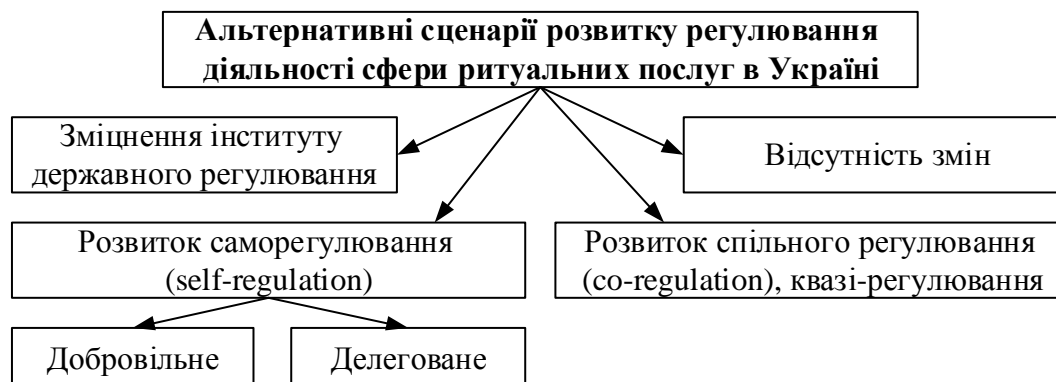 Альтернативні сценарії розвитку регулювання
діяльності сфери ритуальних послуг в Україні
Зміцнення інституту
державного регулювання
Відсутність змін
Розвиток саморегулювання
(self-regulation)
Розвиток спільного регулювання
(co-regulation), квазі-регулювання
Добровільне
Делеговане